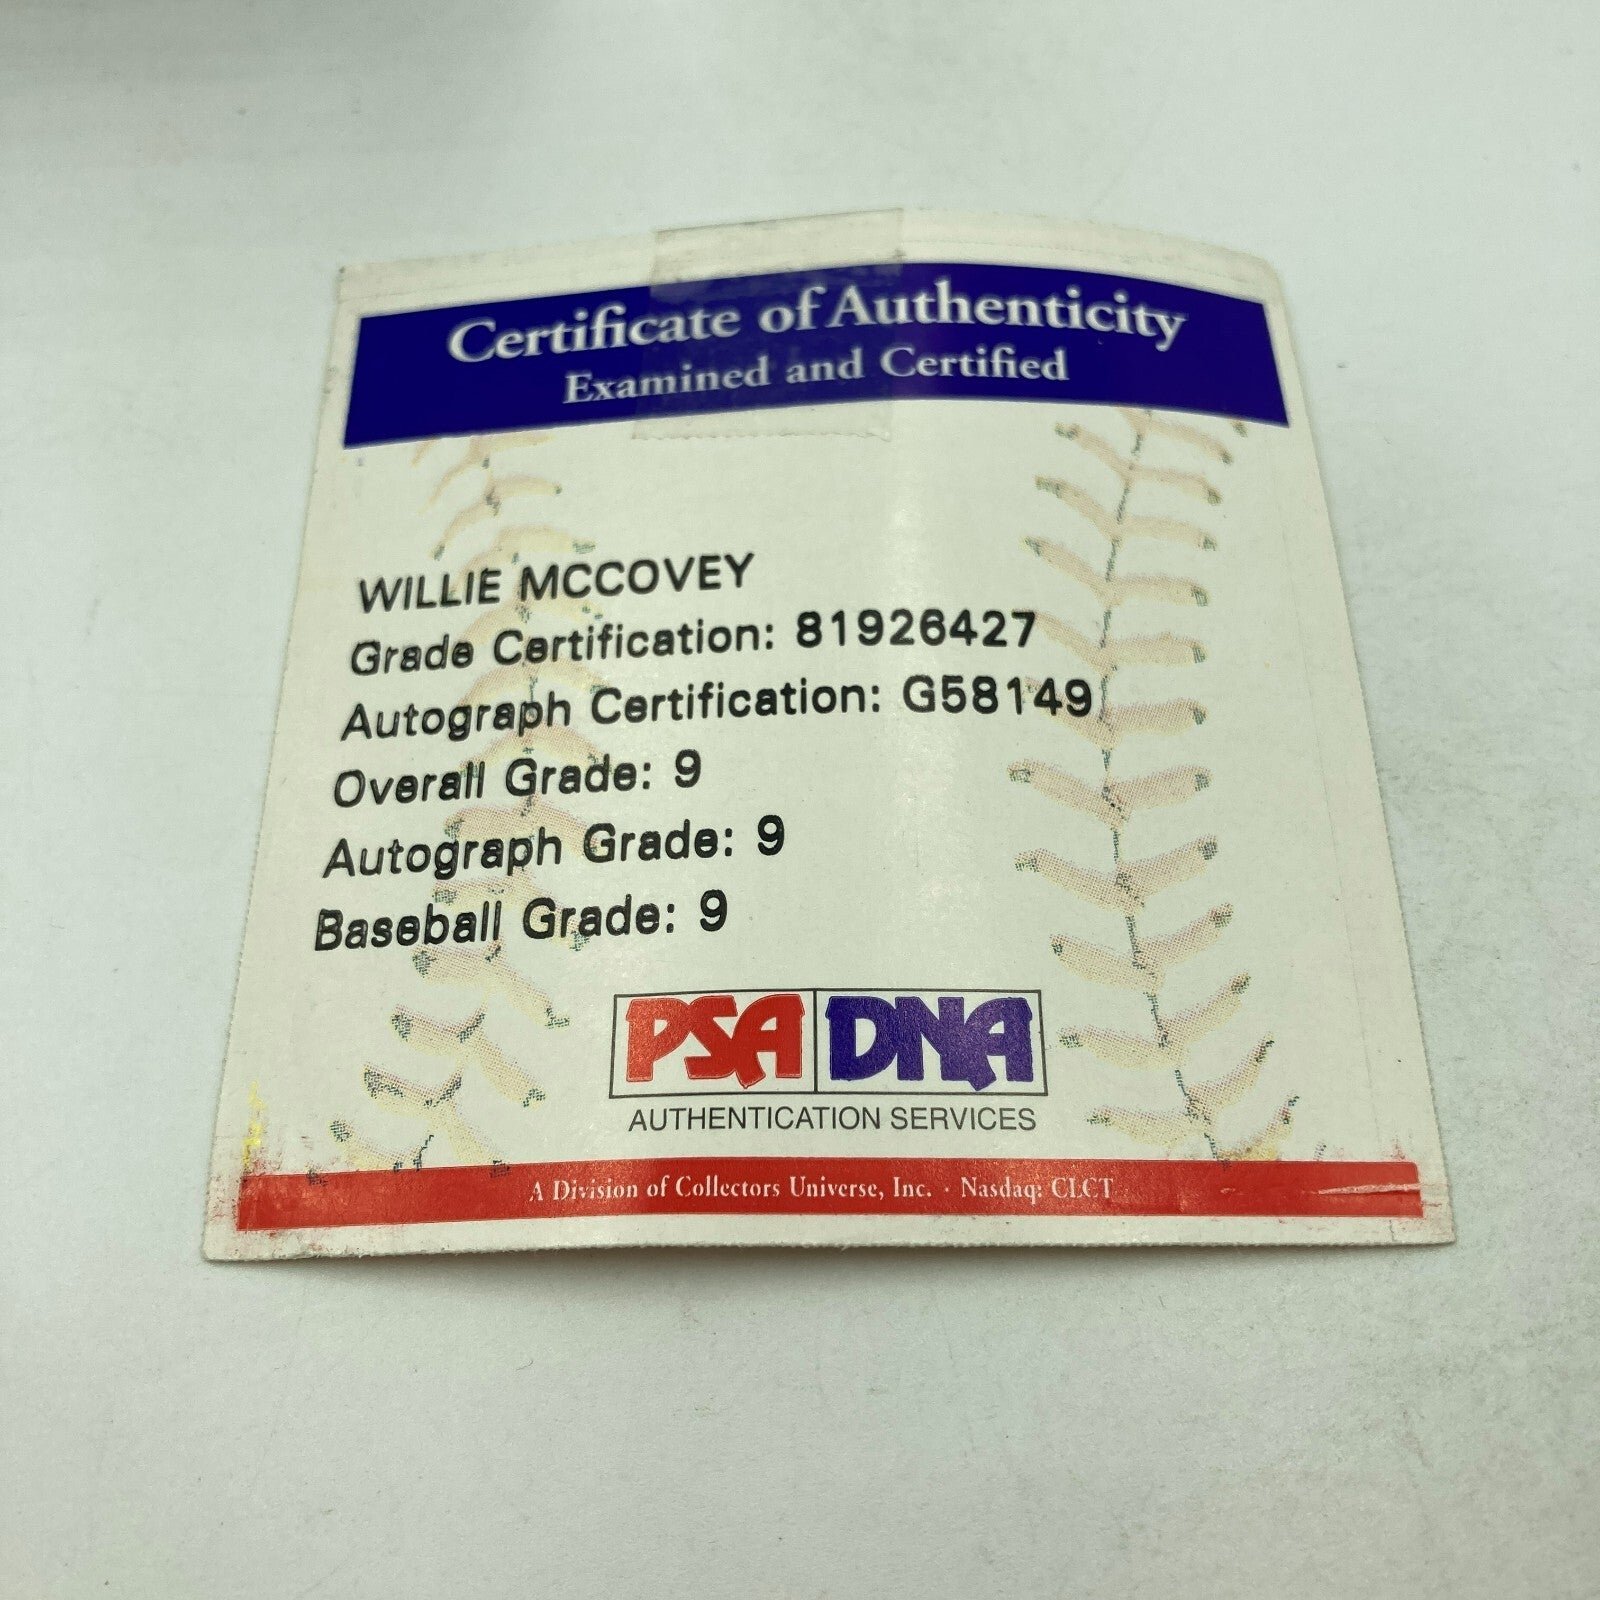 Certificate of Authenticity
Examined and Certified
WILLIE MCCOVEY
Grade Certification: 81926427
Autograph Certification: G58149
Overall Grade: 9
Autograph Grade: 9
Baseball Grade: 9
PSA DNA
AUTHENTICATION SERVICES
A Division of Collectors Universe, Inc. · Nasdaq: CLCT